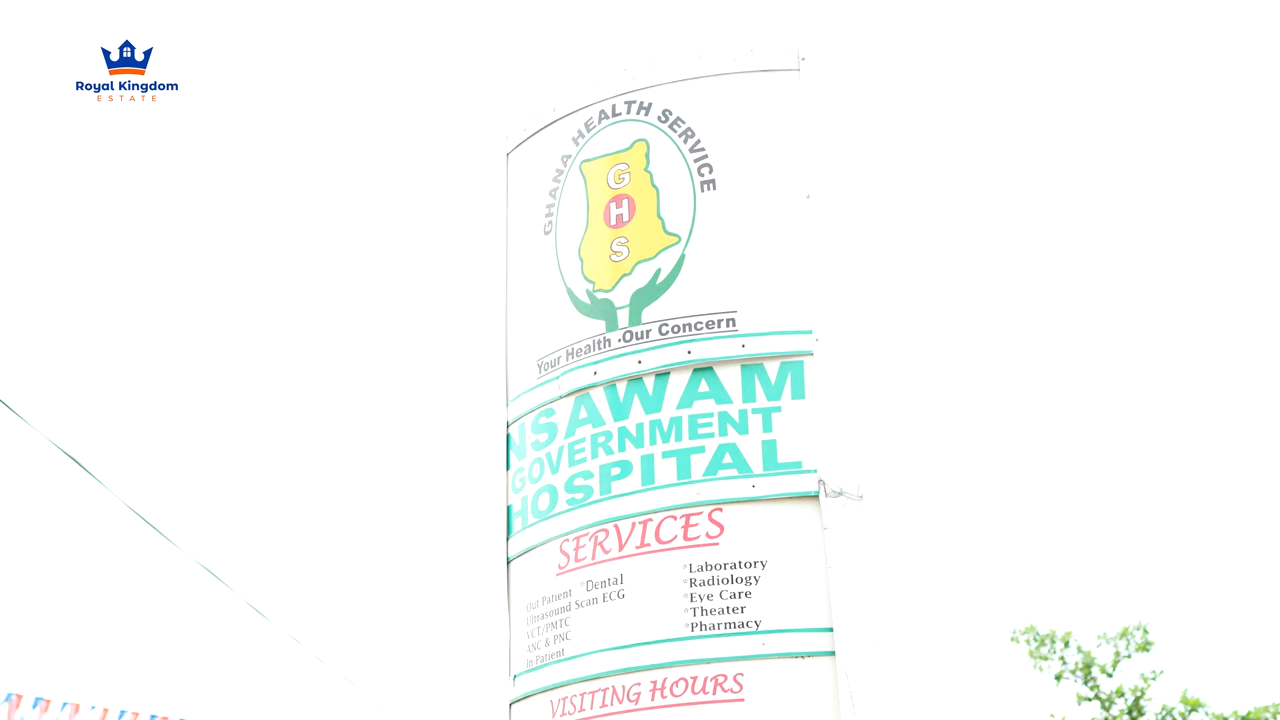 Royal Kingdom
ESTATE
GHANA HEALTH SERVICE
G
H
S
Your Health · Our Concern
NSAWAM
GOVERNMENT
HOSPITAL
SERVICES
Out Patient *Dental
Ultrasound Scan ECG
VCT/PMTC
ANC & PNC
In Patient
*Laboratory
*Radiology
*Eye Care
*Theater
*Pharmacy
VISITING HOURS